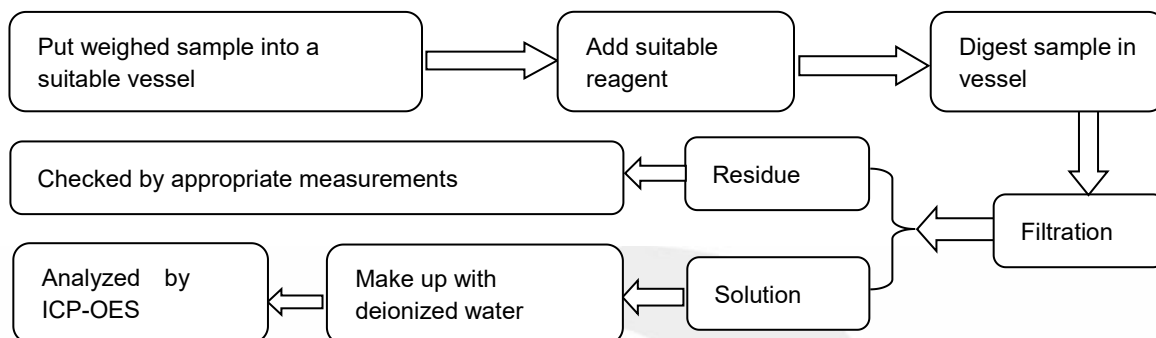 Put weighed sample into a
suitable vessel
Add suitable
reagent
Digest sample in
vessel
Filtration
Residue
Checked by appropriate measurements
Solution
Make up with
deionized water
Analyzed by
ICP-OES